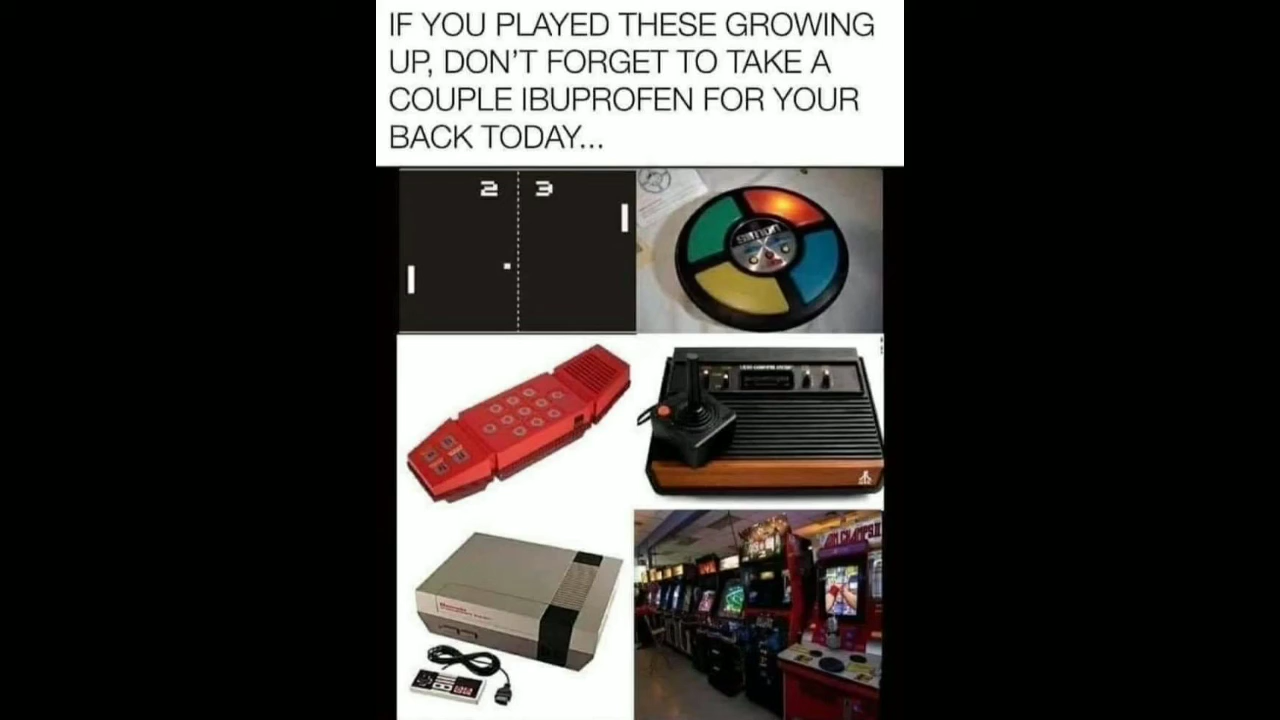 IF YOU PLAYED THESE GROWING
UP, DON'T FORGET TO TAKE A
COUPLE IBUPROFEN FOR YOUR
BACK TODAY...
2 3
simon
Nintendo